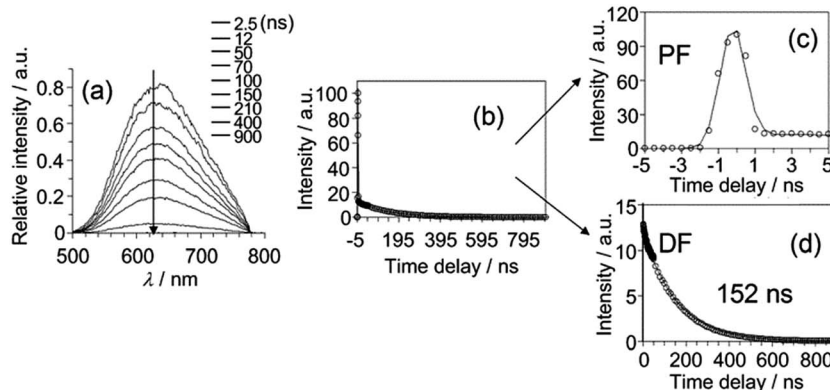 2.5 (ns)
12
50
70
100
150
210
400
900
(a)
Relative intensity / a.u.
0.8
0.6
0.4
0.2
0
500 600 700 800
λ / nm
(b)
Intensity / a.u.
100
80
60
40
20
0
-5 195 395 595 795
Time delay / ns
PF
(c)
Intensity / a.u.
120
90
60
30
0
-5 -3 -1 1 3 5
Time delay / ns
DF
(d)
152 ns
Intensity / a.u.
15
10
5
0
0 200 400 600 800
Time delay / ns